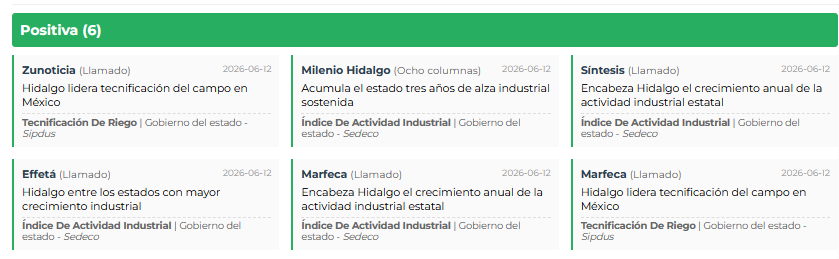 Positiva (6)
Zunoticia (Llamado) 2026-06-12
Hidalgo lidera tecnificación del campo en
México
Tecnificación De Riego | Gobierno del estado -
Sipdus
Milenio Hidalgo (Ocho columnas) 2026-06-12
Acumula el estado tres años de alza industrial
sostenida
Índice De Actividad Industrial | Gobierno del
estado - Sedeco
Síntesis (Llamado) 2026-06-12
Encabeza Hidalgo el crecimiento anual de la
actividad industrial estatal
Índice De Actividad Industrial | Gobierno del
estado - Sedeco
Effetá (Llamado) 2026-06-12
Hidalgo entre los estados con mayor
crecimiento industrial
Índice De Actividad Industrial | Gobierno del
estado - Sedeco
Marfeca (Llamado) 2026-06-12
Encabeza Hidalgo el crecimiento anual de la
actividad industrial estatal
Índice De Actividad Industrial | Gobierno del
estado - Sedeco
Marfeca (Llamado) 2026-06-12
Hidalgo lidera tecnificación del campo en
México
Tecnificación De Riego | Gobierno del estado -
Sipdus